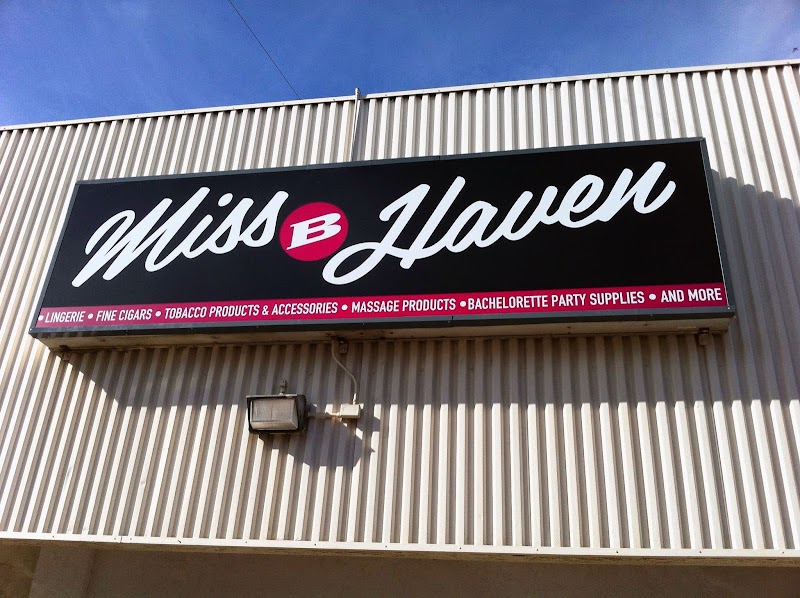 Miss B Haven
• LINGERIE • FINE CIGARS • TOBACCO PRODUCTS & ACCESSORIES • MASSAGE PRODUCTS • BACHELORETTE PARTY SUPPLIES • AND MORE